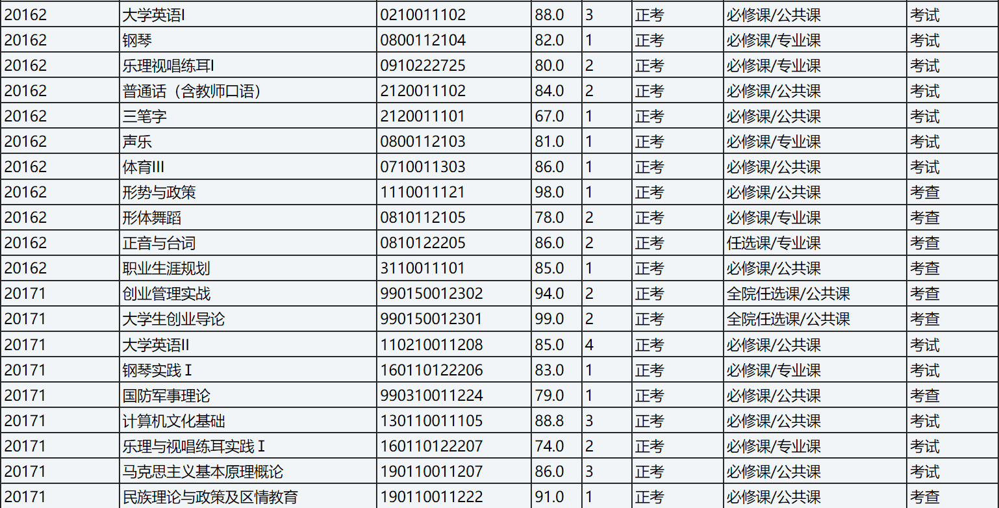 20162 大学英语I 0210011102 88.0 3 正考 必修课/公共课 考试
20162 钢琴 0800112104 82.0 1 正考 必修课/专业课 考试
20162 乐理视唱练耳I 0910222725 80.0 2 正考 必修课/专业课 考试
20162 普通话（含教师口语） 2120011102 84.0 2 正考 必修课/公共课 考试
20162 三笔字 2120011101 67.0 1 正考 必修课/公共课 考试
20162 声乐 0800112103 81.0 1 正考 必修课/专业课 考试
20162 体育III 0710011303 86.0 1 正考 必修课/公共课 考试
20162 形势与政策 1110011121 98.0 1 正考 必修课/公共课 考查
20162 形体舞蹈 0810112105 78.0 2 正考 必修课/专业课 考查
20162 正音与台词 0810122205 86.0 2 正考 任选课/专业课 考查
20162 职业生涯规划 3110011101 85.0 1 正考 必修课/公共课 考查
20171 创业管理实战 990150012302 94.0 2 正考 全院任选课/公共课 考查
20171 大学生创业导论 990150012301 99.0 2 正考 全院任选课/公共课 考查
20171 大学英语II 110210011208 85.0 4 正考 必修课/公共课 考试
20171 钢琴实践Ⅰ 160110122206 83.0 1 正考 必修课/专业课 考试
20171 国防军事理论 990310011224 79.0 1 正考 必修课/公共课 考查
20171 计算机文化基础 130110011105 88.8 3 正考 必修课/公共课 考试
20171 乐理与视唱练耳实践Ⅰ 160110122207 74.0 2 正考 必修课/专业课 考试
20171 马克思主义基本原理概论 190110011207 86.0 3 正考 必修课/公共课 考试
20171 民族理论与政策及区情教育 190110011222 91.0 1 正考 必修课/公共课 考查